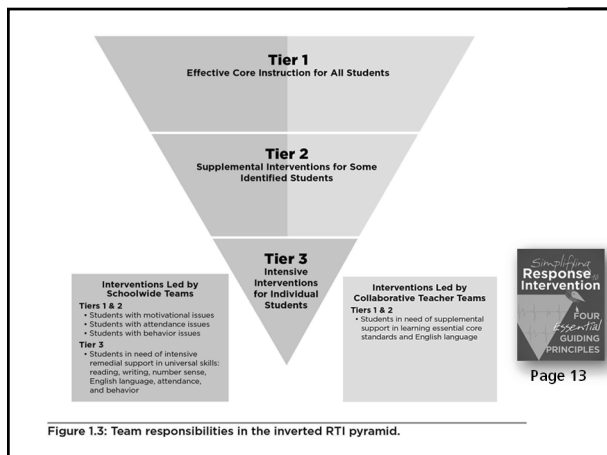 Tier 1
Effective Core Instruction for All Students
Tier 2
Supplemental Interventions for Some
Identified Students
Tier 3
Intensive
Interventions
for Individual
Students
Interventions Led by
Schoolwide Teams
Tiers 1 & 2
• Students with motivational issues
• Students with attendance issues
• Students with behavior issues
Tier 3
• Students in need of intensive
remedial support in universal skills:
reading, writing, number sense,
English language, attendance,
and behavior
Interventions Led by
Collaborative Teacher Teams
Tiers 1 & 2
• Students in need of supplemental
support in learning essential core
standards and English language
Simplifying
Response to
Intervention
FOUR
Essential
GUIDING
PRINCIPLES
Page 13
Figure 1.3: Team responsibilities in the inverted RTI pyramid.